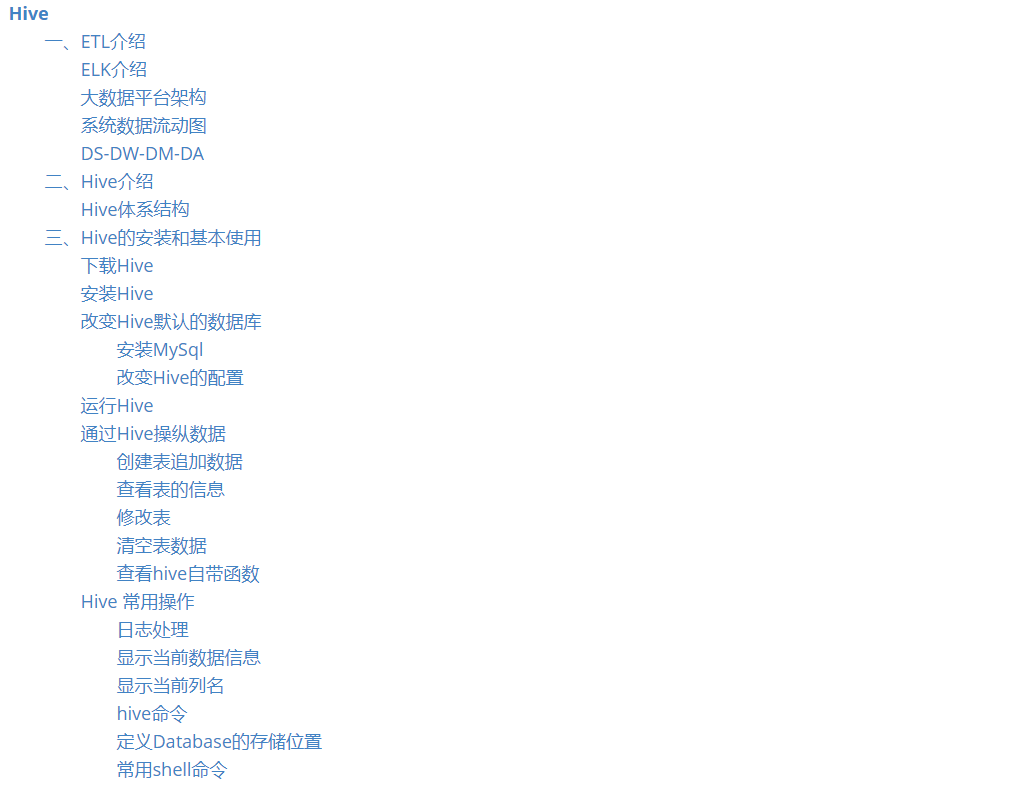 Hive
一、ETL介绍
ELK介绍
大数据平台架构
系统数据流动图
DS-DW-DM-DA
二、Hive介绍
Hive体系结构
三、Hive的安装和基本使用
下载Hive
安装Hive
改变Hive默认的数据库
安装MySql
改变Hive的配置
运行Hive
通过Hive操纵数据
创建表追加数据
查看表的信息
修改表
清空表数据
查看hive自带函数
Hive 常用操作
日志处理
显示当前数据信息
显示当前列名
hive命令
定义Database的存储位置
常用shell命令